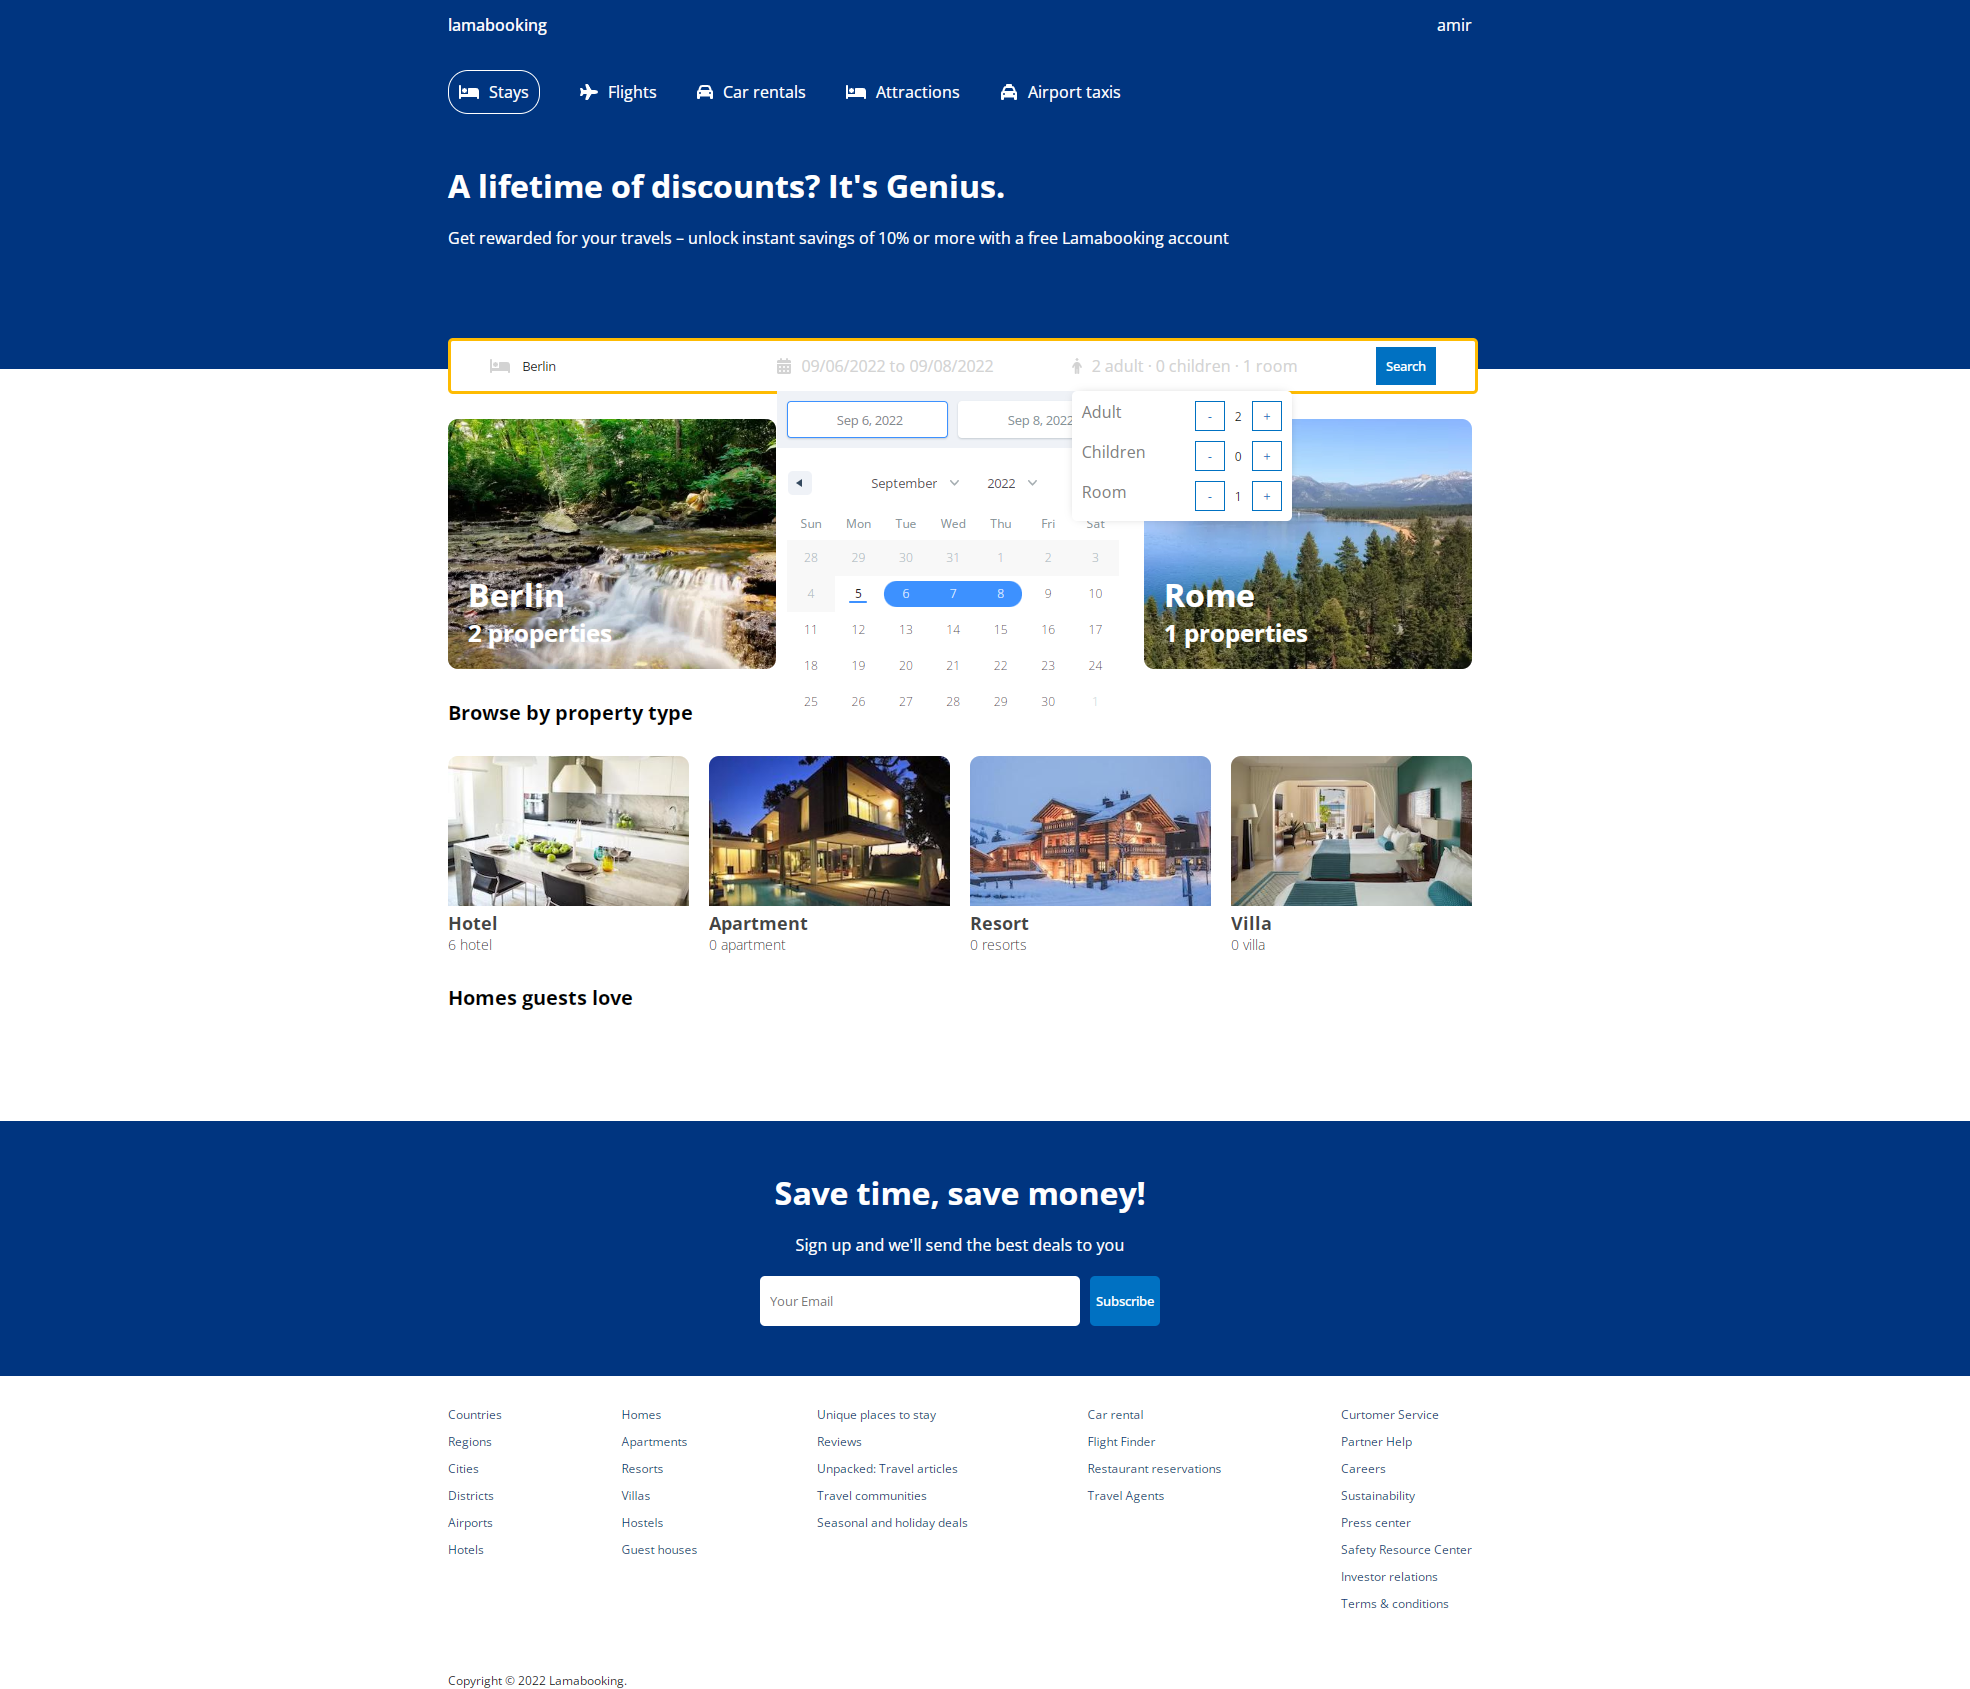 lamabooking
amir
Stays
Flights
Car rentals
Attractions
Airport taxis
A lifetime of discounts? It's Genius.
Get rewarded for your travels – unlock instant savings of 10% or more with a free Lamabooking account
Berlin
09/06/2022 to 09/08/2022
2 adult · 0 children · 1 room
Search
Sep 6, 2022
Sep 8, 2022
Adult - 2 +
Children - 0 +
Room - 1 +
September 2022
Sun Mon Tue Wed Thu Fri Sat
28 29 30 31 1 2 3
4 5 6 7 8 9 10
11 12 13 14 15 16 17
18 19 20 21 22 23 24
25 26 27 28 29 30 1
Berlin
2 properties
Rome
1 properties
Browse by property type
Hotel
6 hotel
Apartment
0 apartment
Resort
0 resorts
Villa
0 villa
Homes guests love
Save time, save money!
Sign up and we'll send the best deals to you
Your Email
Subscribe
Countries
Regions
Cities
Districts
Airports
Hotels
Homes
Apartments
Resorts
Villas
Hostels
Guest houses
Unique places to stay
Reviews
Unpacked: Travel articles
Travel communities
Seasonal and holiday deals
Car rental
Flight Finder
Restaurant reservations
Travel Agents
Curtomer Service
Partner Help
Careers
Sustainability
Press center
Safety Resource Center
Investor relations
Terms & conditions
Copyright © 2022 Lamabooking.